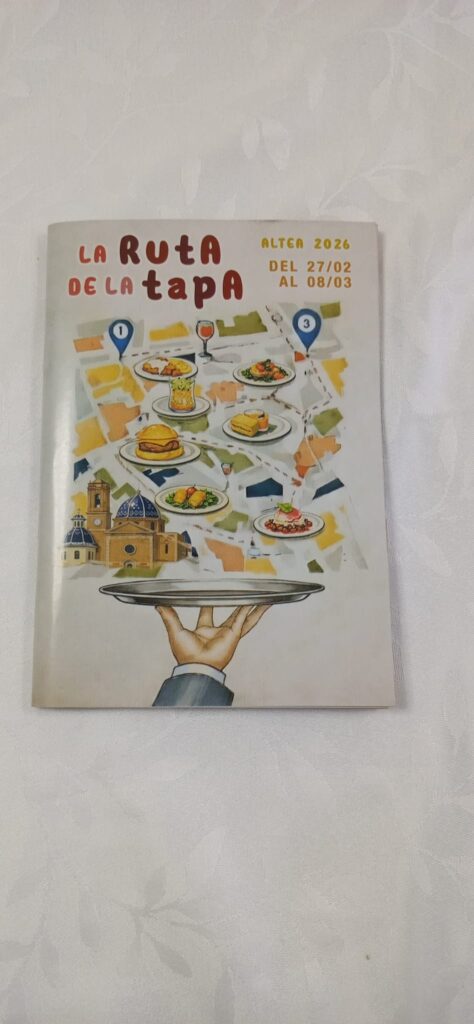 LA RutA
DE LA tapA
ALTEA 2026
DEL 27/02
AL 08/03
1
3